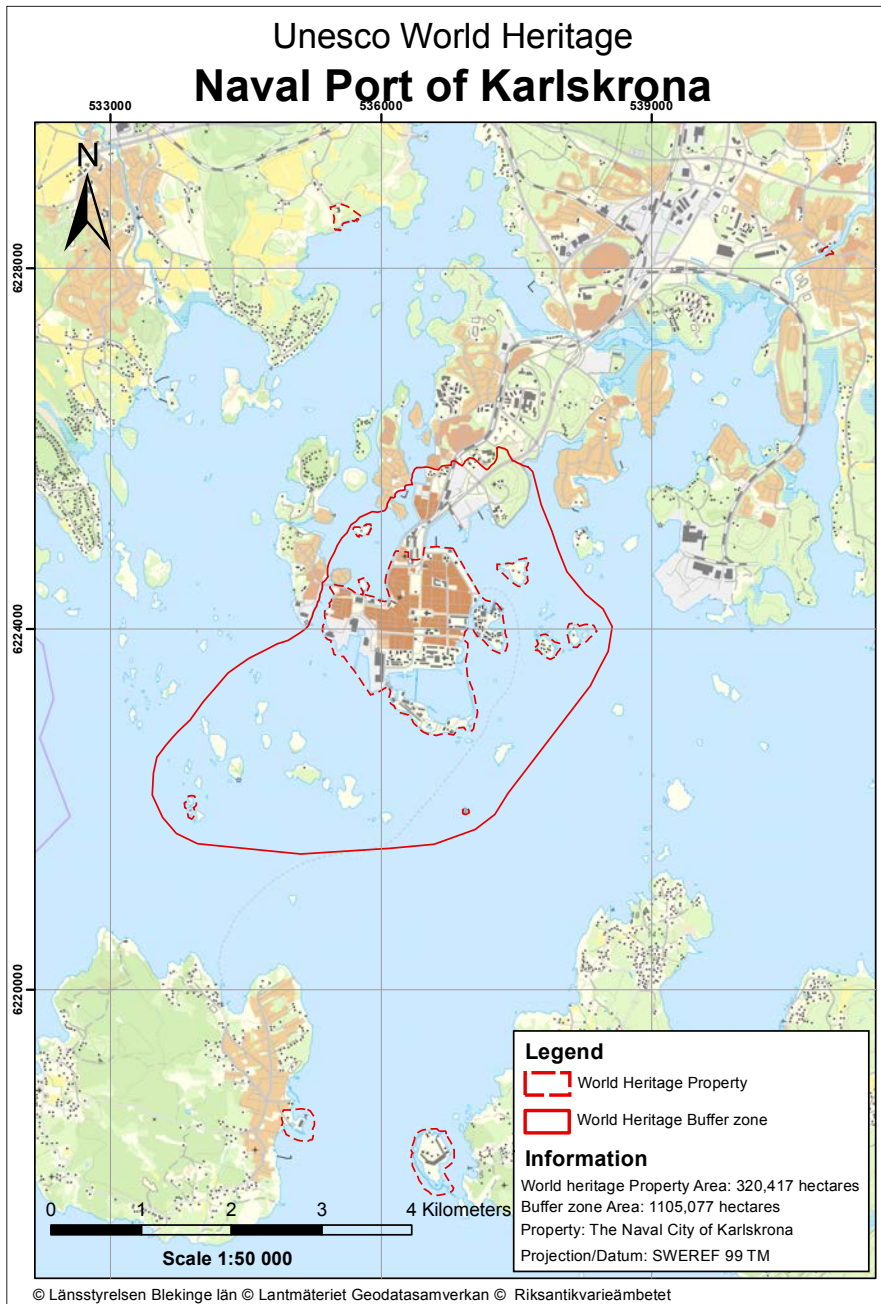 Unesco World Heritage
Naval Port of Karlskrona
533000 536000 539000
N
6228000
6224000
6220000
Legend
World Heritage Property
World Heritage Buffer zone
Information
World heritage Property Area: 320,417 hectares
Buffer zone Area: 1105,077 hectares
Property: The Naval City of Karlskrona
Projection/Datum: SWEREF 99 TM
0 1 2 3 4 Kilometers
Scale 1:50 000
© Länsstyrelsen Blekinge län © Lantmäteriet Geodatasamverkan © Riksantikvarieämbetet